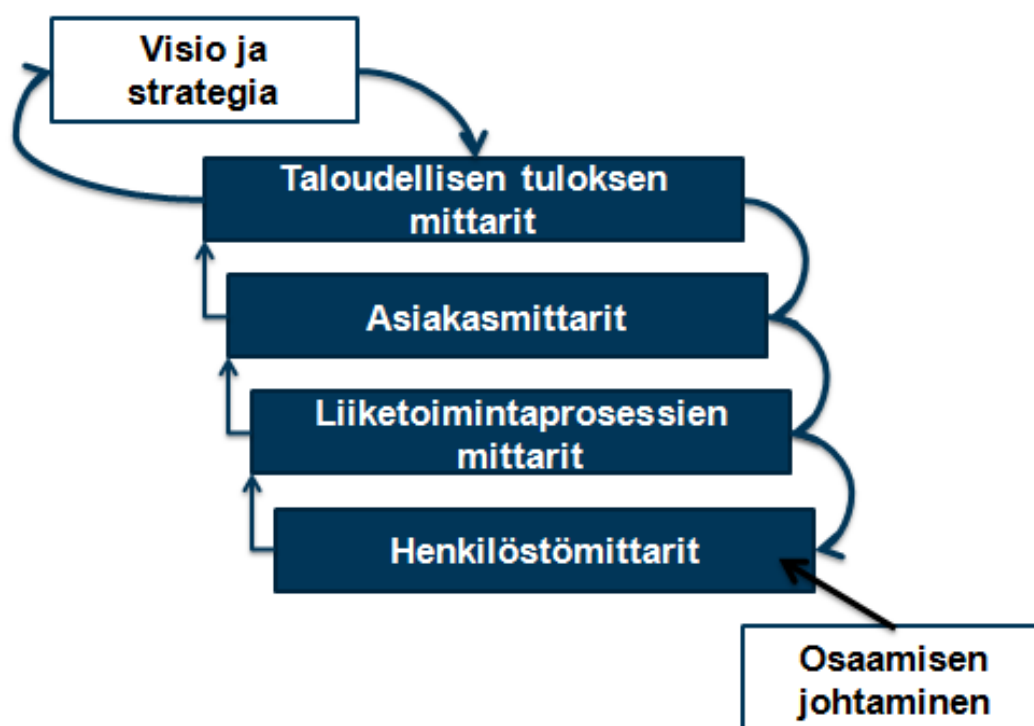 Visio ja
strategia
Taloudellisen tuloksen
mittarit
Asiakasmittarit
Liiketoimintaprosessien
mittarit
Henkilöstömittarit
Osaamisen
johtaminen